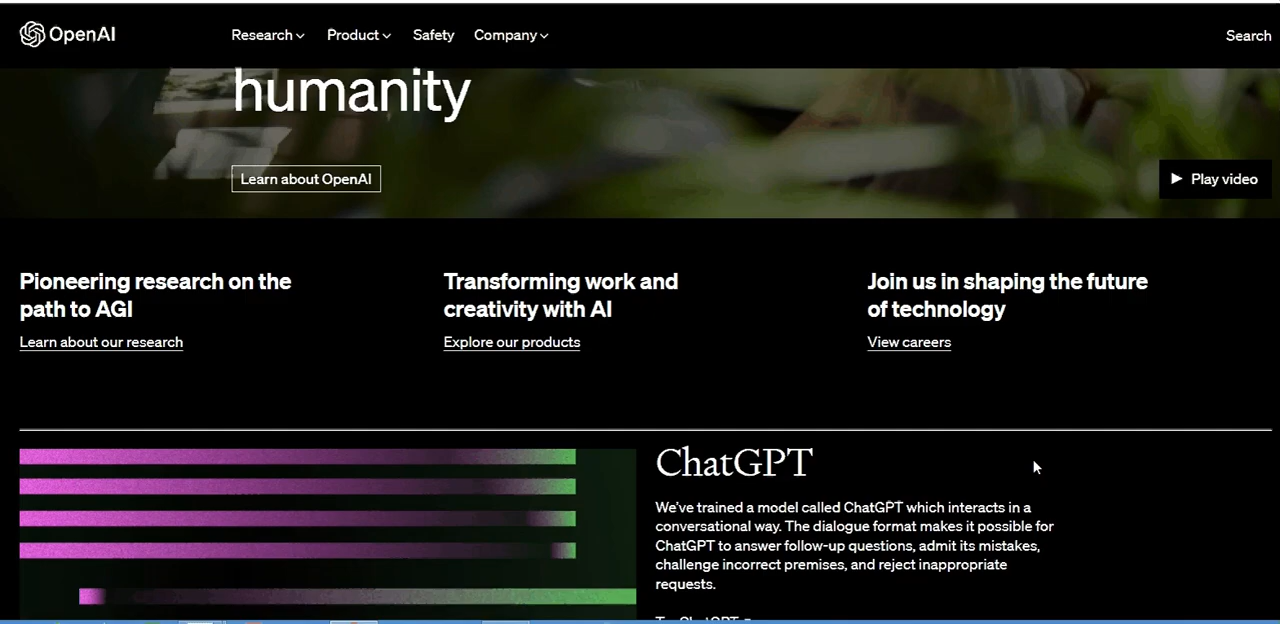 OpenAI
Research
Product
Safety
Company
Search
humanity
Learn about OpenAI
Play video
Pioneering research on the
path to AGI
Learn about our research
Transforming work and
creativity with AI
Explore our products
Join us in shaping the future
of technology
View careers
ChatGPT
We've trained a model called ChatGPT which interacts in a
conversational way. The dialogue format makes it possible for
ChatGPT to answer follow-up questions, admit its mistakes,
challenge incorrect premises, and reject inappropriate
requests.